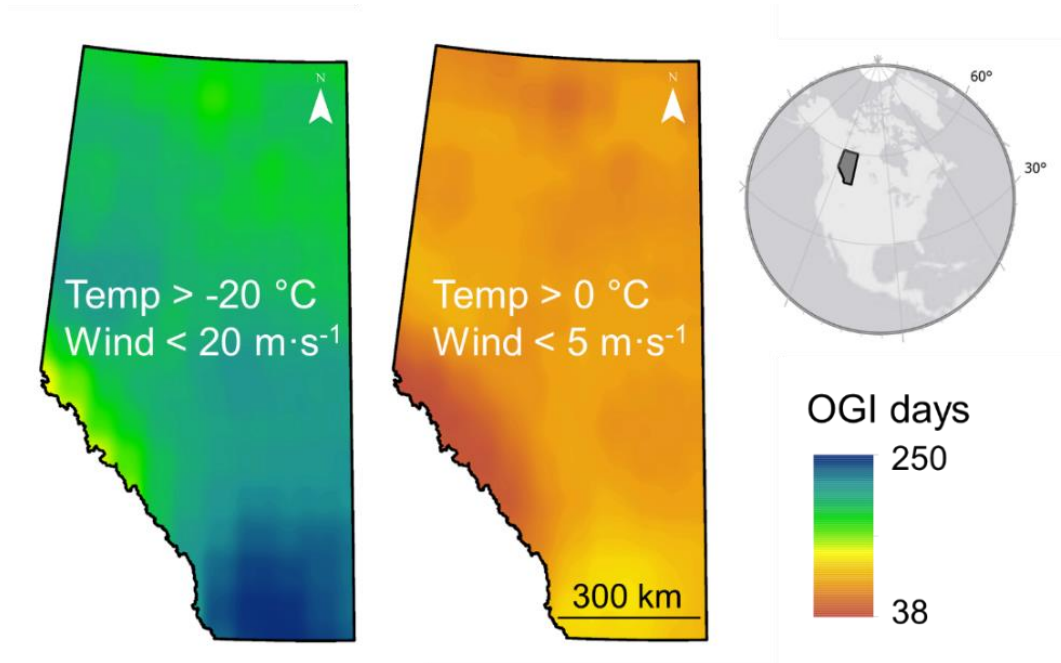 N
Temp > -20 °C
Wind < 20 m·s-1
N
Temp > 0 °C
Wind < 5 m·s-1
300 km
60°
30°
OGI days
250
38